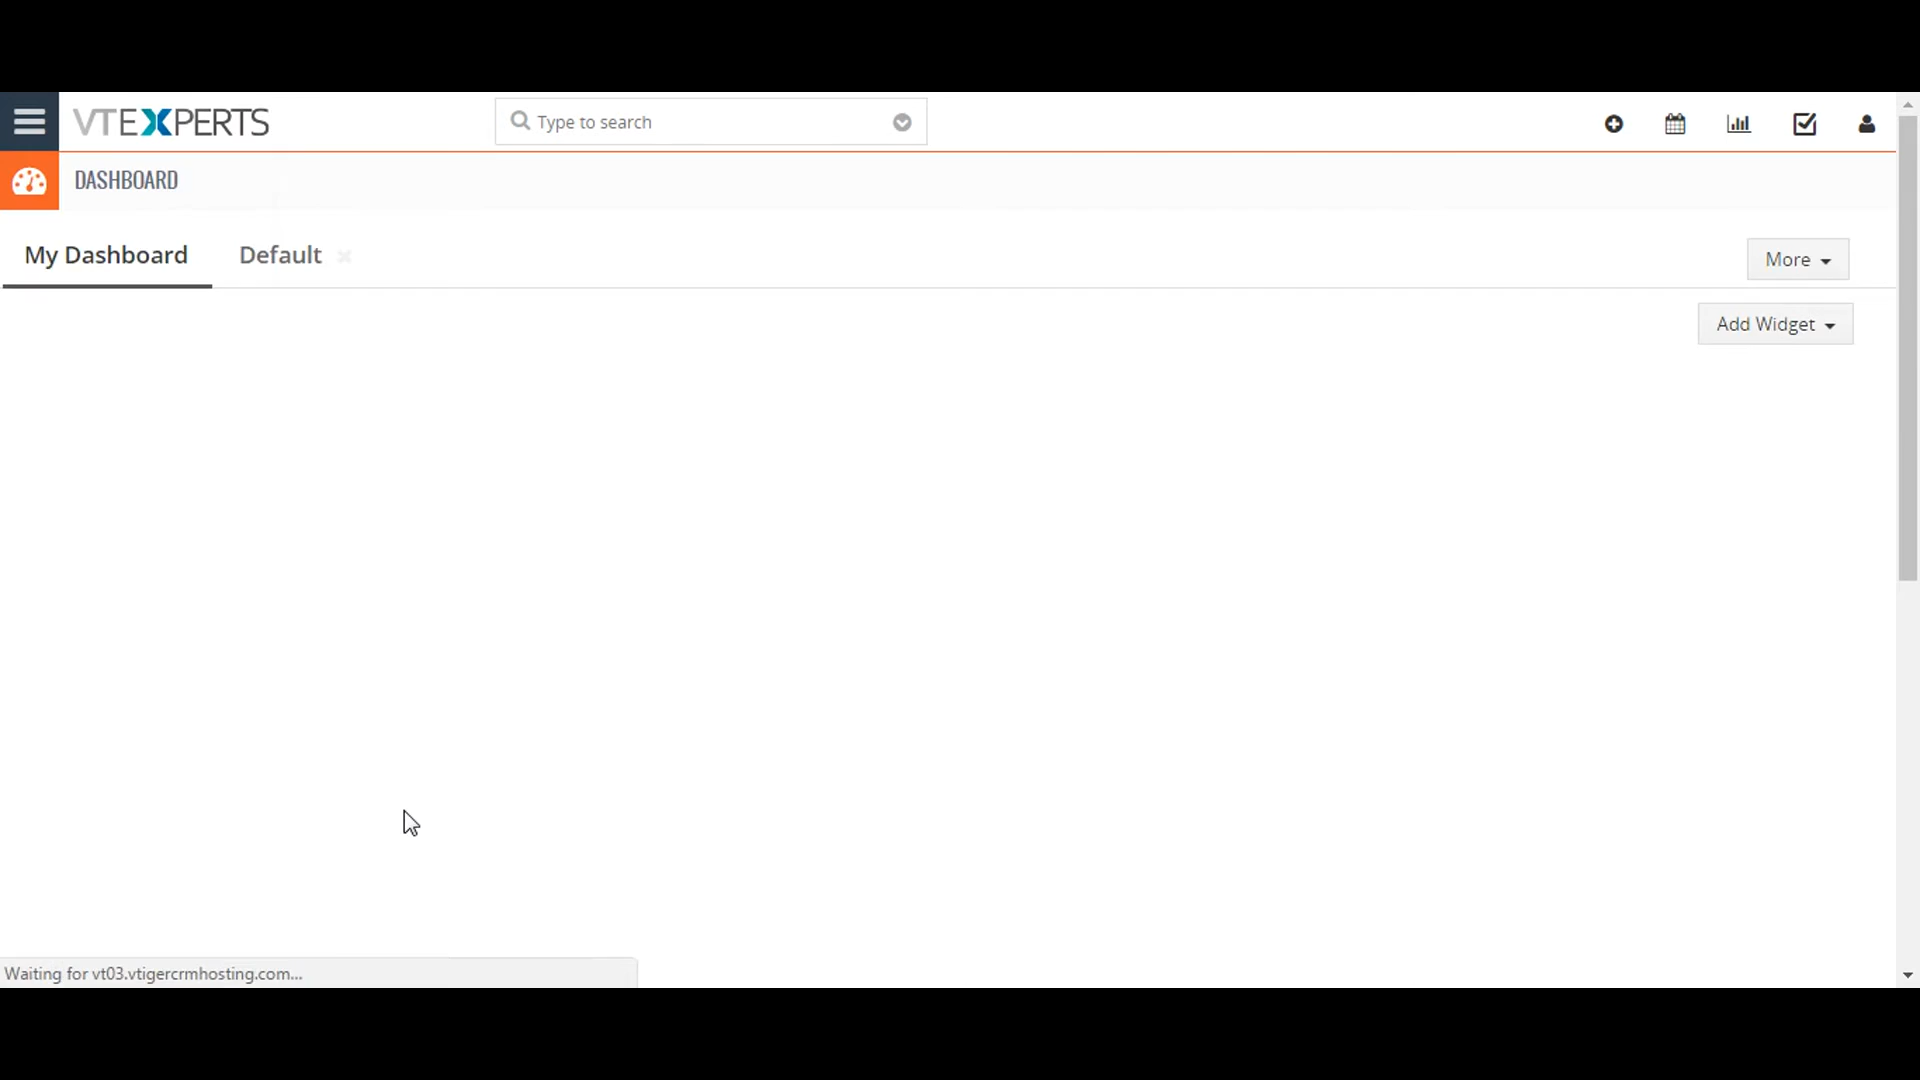 VTEXPERTS
Type to search
DASHBOARD
My Dashboard
Default
More
Add Widget
Waiting for vt03.vtigercrmhosting.com...